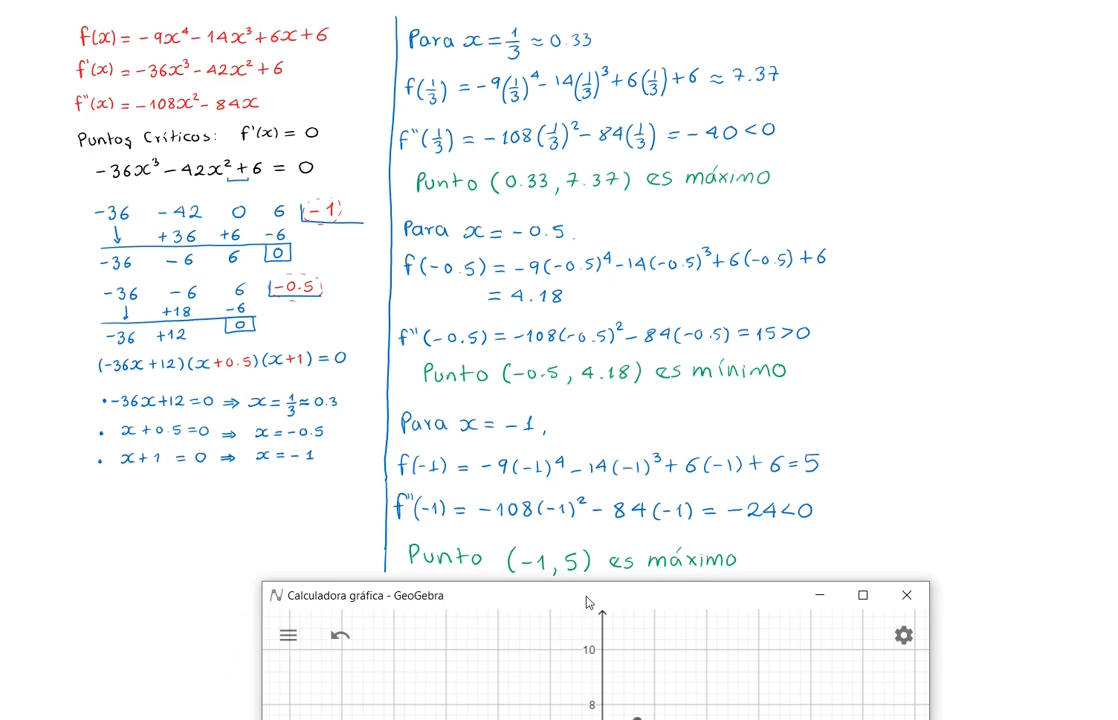 f(x) = -9x⁴ - 14x³ + 6x + 6
f'(x) = -36x³ - 42x² + 6
f"(x) = -108x² - 84x
Puntos Críticos: f'(x) = 0
-36x³ - 42x² + 6 = 0
-36 -42 0 6 |-1
↓ +36 +6 -6
-36 -6 6 0
-36 -6 6 |-0.5
↓ +18 -6
-36 +12 0
(-36x+12)(x+0.5)(x+1) = 0
• -36x+12 = 0 ⇒ x = 1/3 ≈ 0.3
• x+0.5=0 ⇒ x = -0.5
• x+1 = 0 ⇒ x = -1
Para x = 1/3 ≈ 0.33
f(1/3) = -9(1/3)⁴ - 14(1/3)³ + 6(1/3) + 6 ≈ 7.37
f"(1/3) = -108(1/3)² - 84(1/3) = -40 < 0
Punto (0.33, 7.37) es máximo
Para x = -0.5.
f(-0.5) = -9(-0.5)⁴ - 14(-0.5)³ + 6(-0.5) + 6
= 4.18
f"(-0.5) = -108(-0.5)² - 84(-0.5) = 15 > 0
Punto (-0.5, 4.18) es mínimo
Para x = -1,
f(-1) = -9(-1)⁴ - 14(-1)³ + 6(-1) + 6 = 5
f"(-1) = -108(-1)² - 84(-1) = -24 < 0
Punto (-1, 5) es máximo
Calculadora gráfica - GeoGebra
10
8